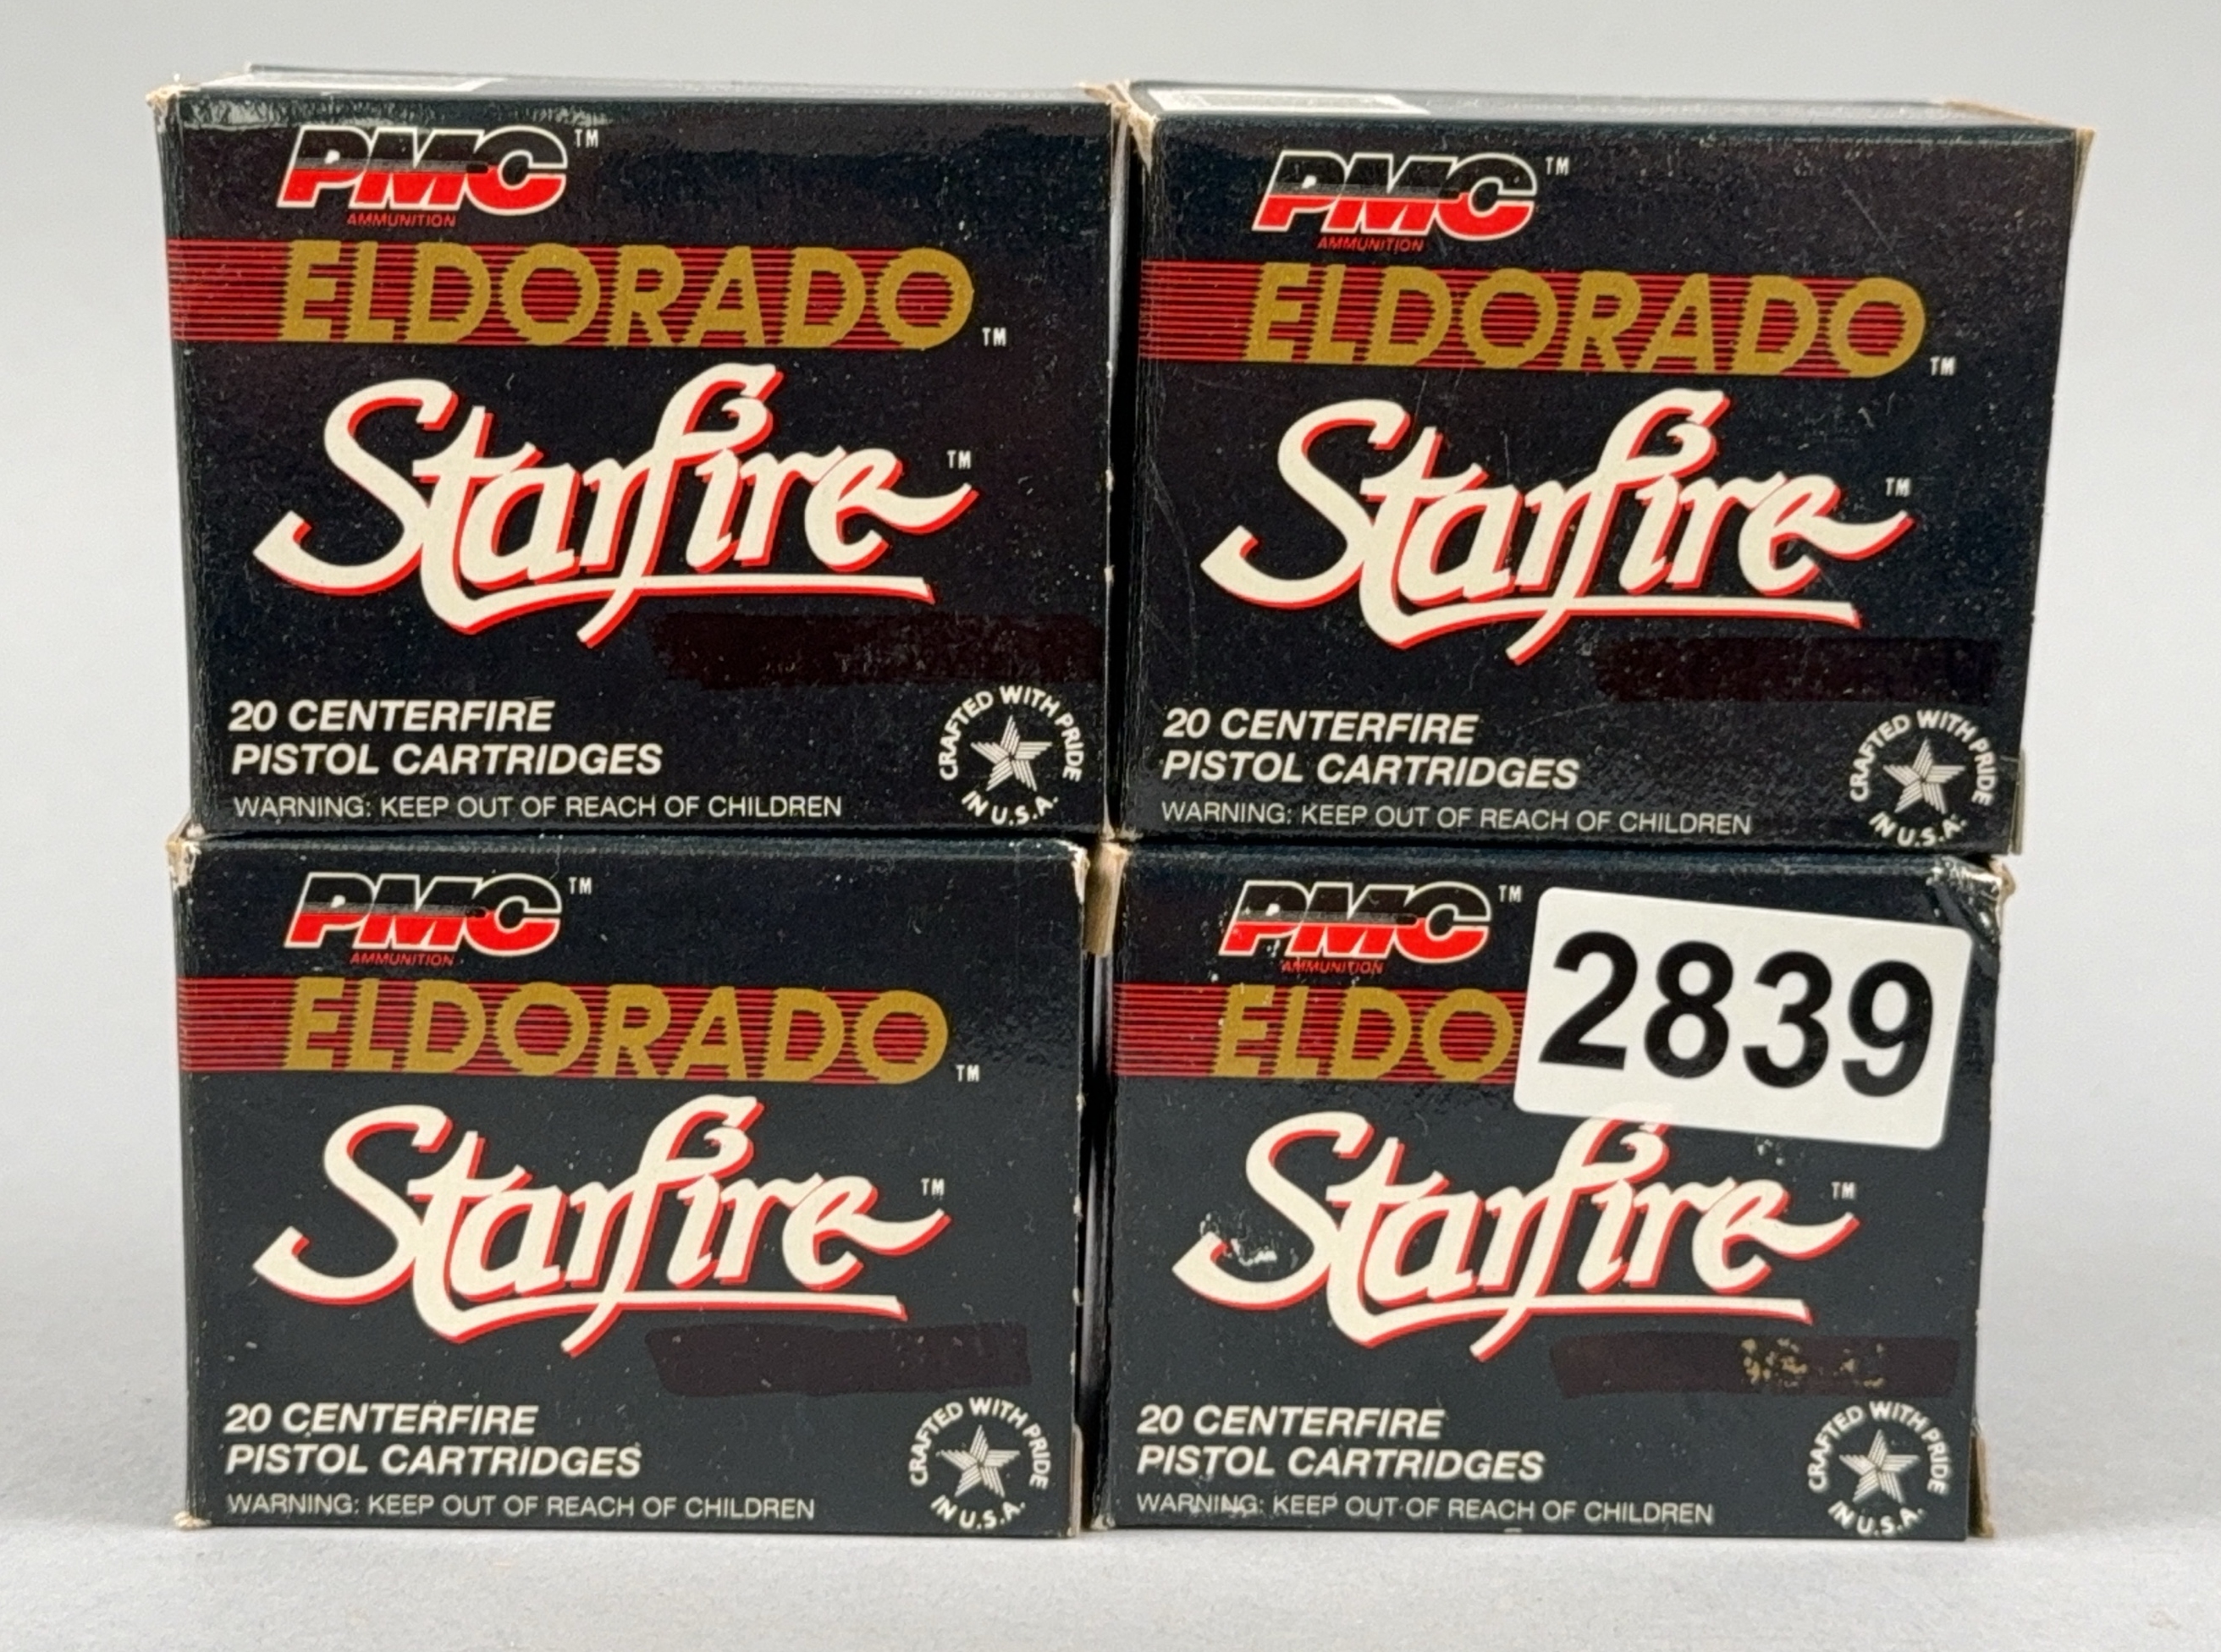 PMC™
AMMUNITION
ELDORADO™
Starfire™
20 CENTERFIRE
PISTOL CARTRIDGES
WARNING: KEEP OUT OF REACH OF CHILDREN
CRAFTED WITH PRIDE
IN U.S.A.
PMC™
AMMUNITION
ELDORADO™
Starfire™
20 CENTERFIRE
PISTOL CARTRIDGES
WARNING: KEEP OUT OF REACH OF CHILDREN
CRAFTED WITH PRIDE
IN U.S.A.
PMC™
AMMUNITION
ELDORADO™
Starfire™
20 CENTERFIRE
PISTOL CARTRIDGES
WARNING: KEEP OUT OF REACH OF CHILDREN
CRAFTED WITH PRIDE
IN U.S.A.
PMC™
AMMUNITION
2839
ELDO
Starfire™
20 CENTERFIRE
PISTOL CARTRIDGES
WARNING: KEEP OUT OF REACH OF CHILDREN
CRAFTED WITH PRIDE
IN U.S.A.